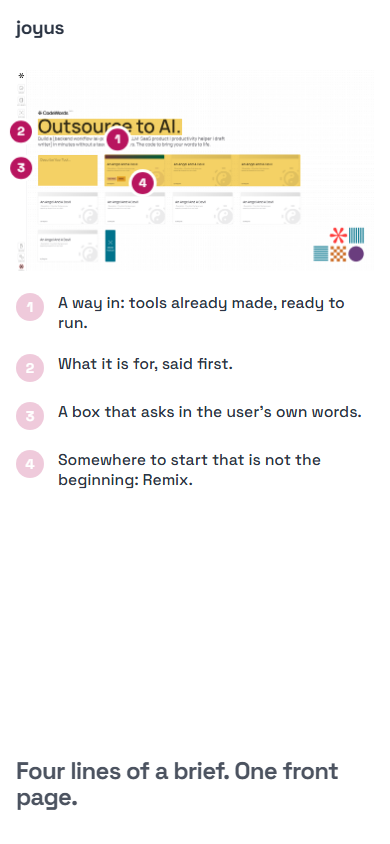 joyus
CodeWords
Outsource to AI.
2
1
3
4
1
A way in: tools already made, ready to
run.
2
What it is for, said first.
3
A box that asks in the user's own words.
4
Somewhere to start that is not the
beginning: Remix.
Four lines of a brief. One front
page.